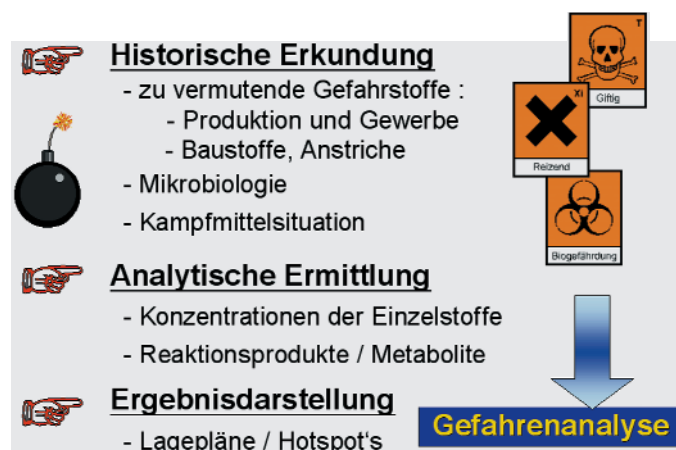 Historische Erkundung
- zu vermutende Gefahrstoffe :
- Produktion und Gewerbe
- Baustoffe, Anstriche
- Mikrobiologie
- Kampfmittelsituation
T
Giftig
Xi
Reizend
Biogefährdung
Analytische Ermittlung
- Konzentrationen der Einzelstoffe
- Reaktionsprodukte / Metabolite
Ergebnisdarstellung
- Lagepläne / Hotspot's
Gefahrenanalyse